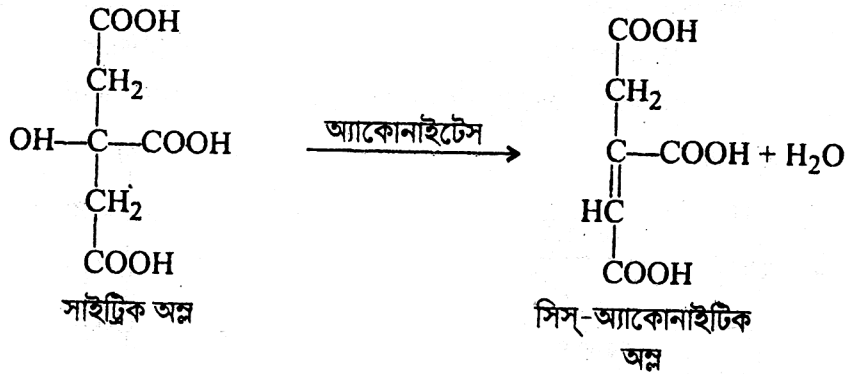 COOH
CH₂
OH—C—COOH
CH₂
COOH
সাইট্রিক অম্ল
অ্যাকোনাইটেস
COOH
CH₂
C—COOH + H₂O
HC
COOH
সিস্-অ্যাকোনাইটিক
অম্ল